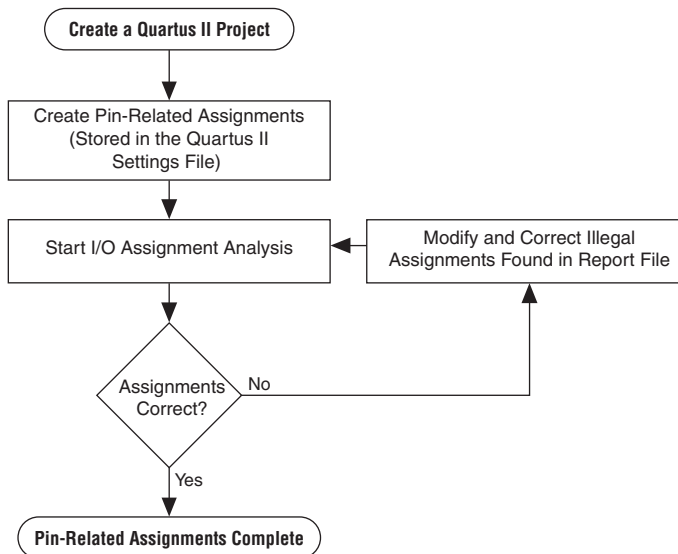 Create a Quartus II Project
Create Pin-Related Assignments
(Stored in the Quartus II
Settings File)
Start I/O Assignment Analysis
Modify and Correct Illegal
Assignments Found in Report File
Assignments
Correct?
No
Yes
Pin-Related Assignments Complete